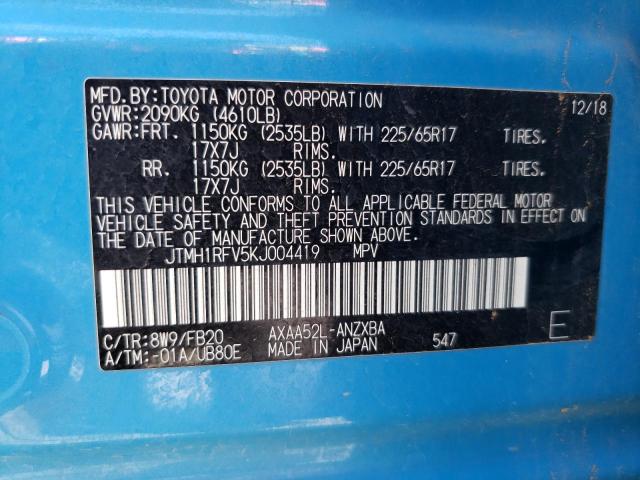 MFD.BY:TOYOTA MOTOR CORPORATION 12/18
GVWR:2090KG (4610LB)
GAWR:FRT. 1150KG (2535LB) WITH 225/65R17 TIRES.
17X7J RIMS.
RR. 1150KG (2535LB) WITH 225/65R17 TIRES.
17X7J RIMS.
THIS VEHICLE CONFORMS TO ALL APPLICABLE FEDERAL MOTOR
VEHICLE SAFETY AND THEFT PREVENTION STANDARDS IN EFFECT ON
THE DATE OF MANUFACTURE SHOWN ABOVE.
JTMH1RFV5KJ004419 MPV
C/TR:8W9/FB20 AXAA52L-ANZXBA
A/TM:-01A/UB80E MADE IN JAPAN 547 E